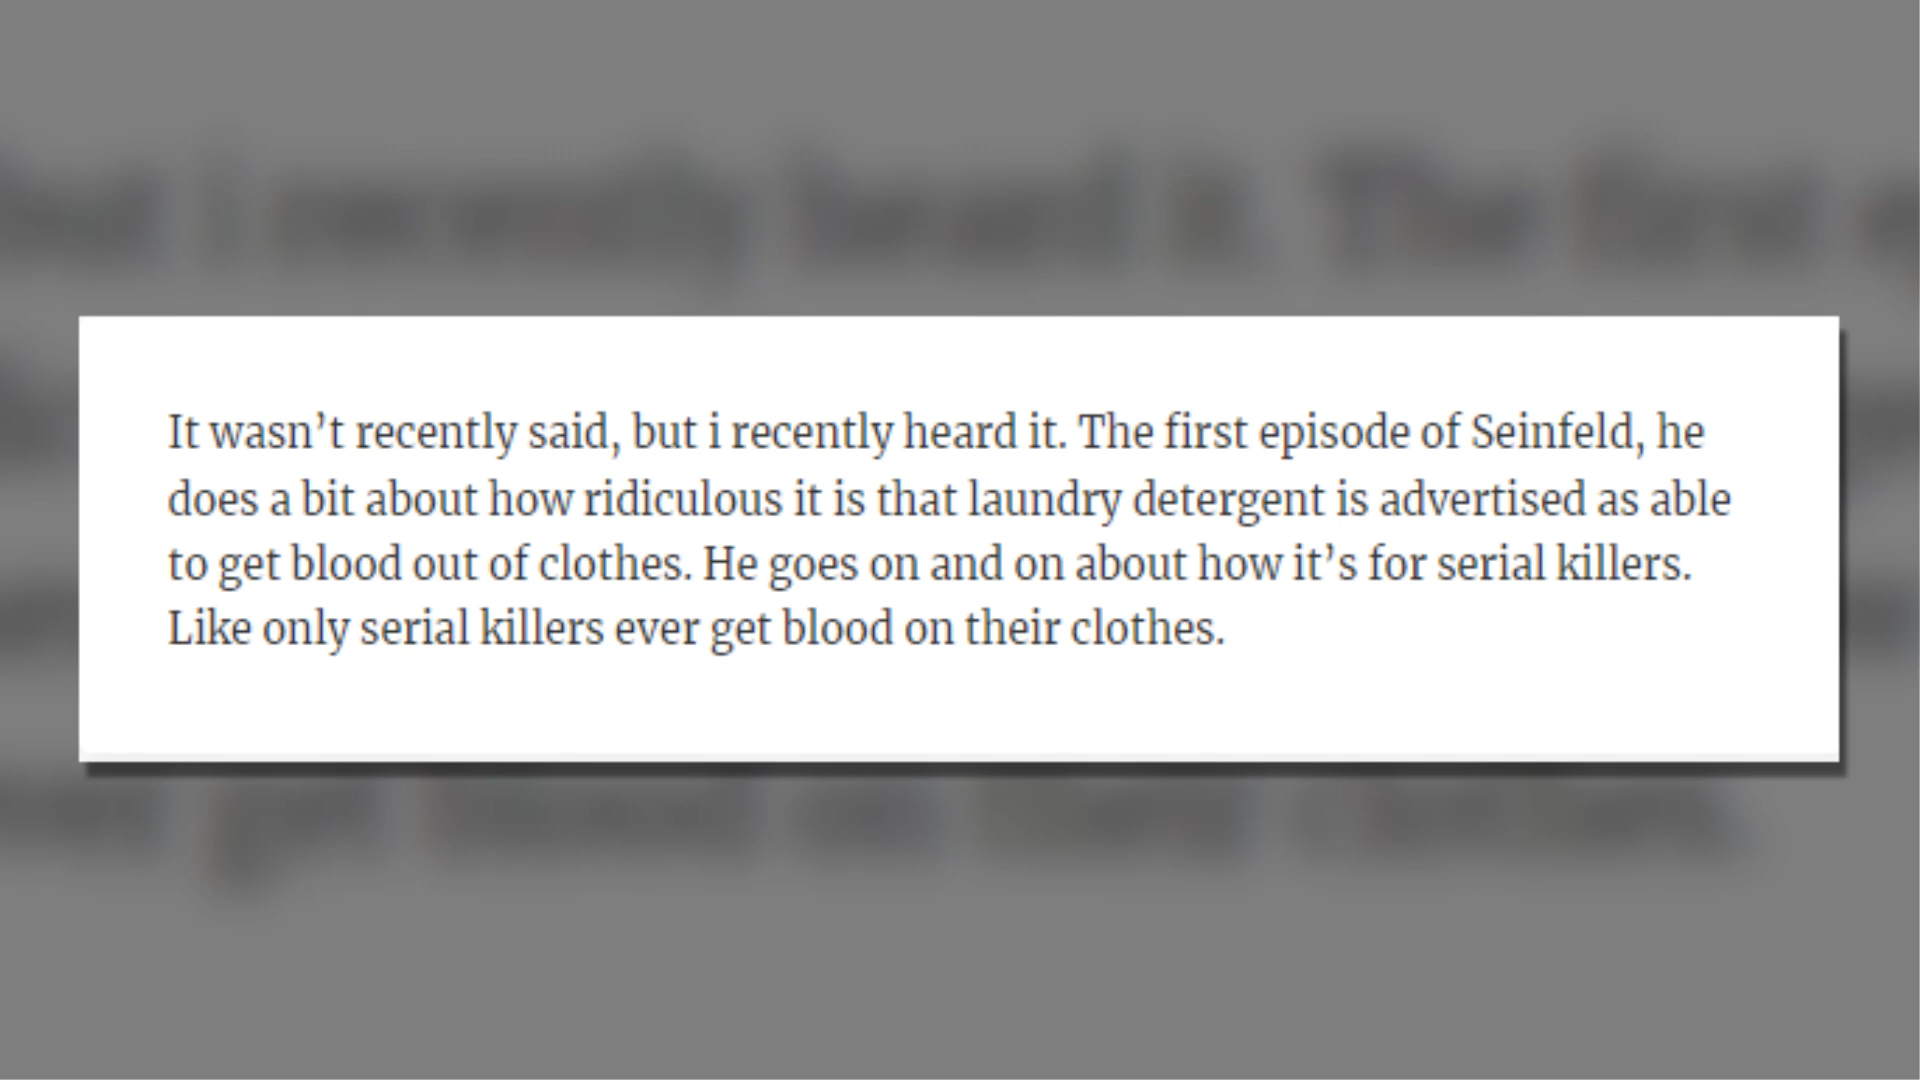 It wasn’t recently said, but i recently heard it. The first episode of Seinfeld, he
does a bit about how ridiculous it is that laundry detergent is advertised as able
to get blood out of clothes. He goes on and on about how it’s for serial killers.
Like only serial killers ever get blood on their clothes.